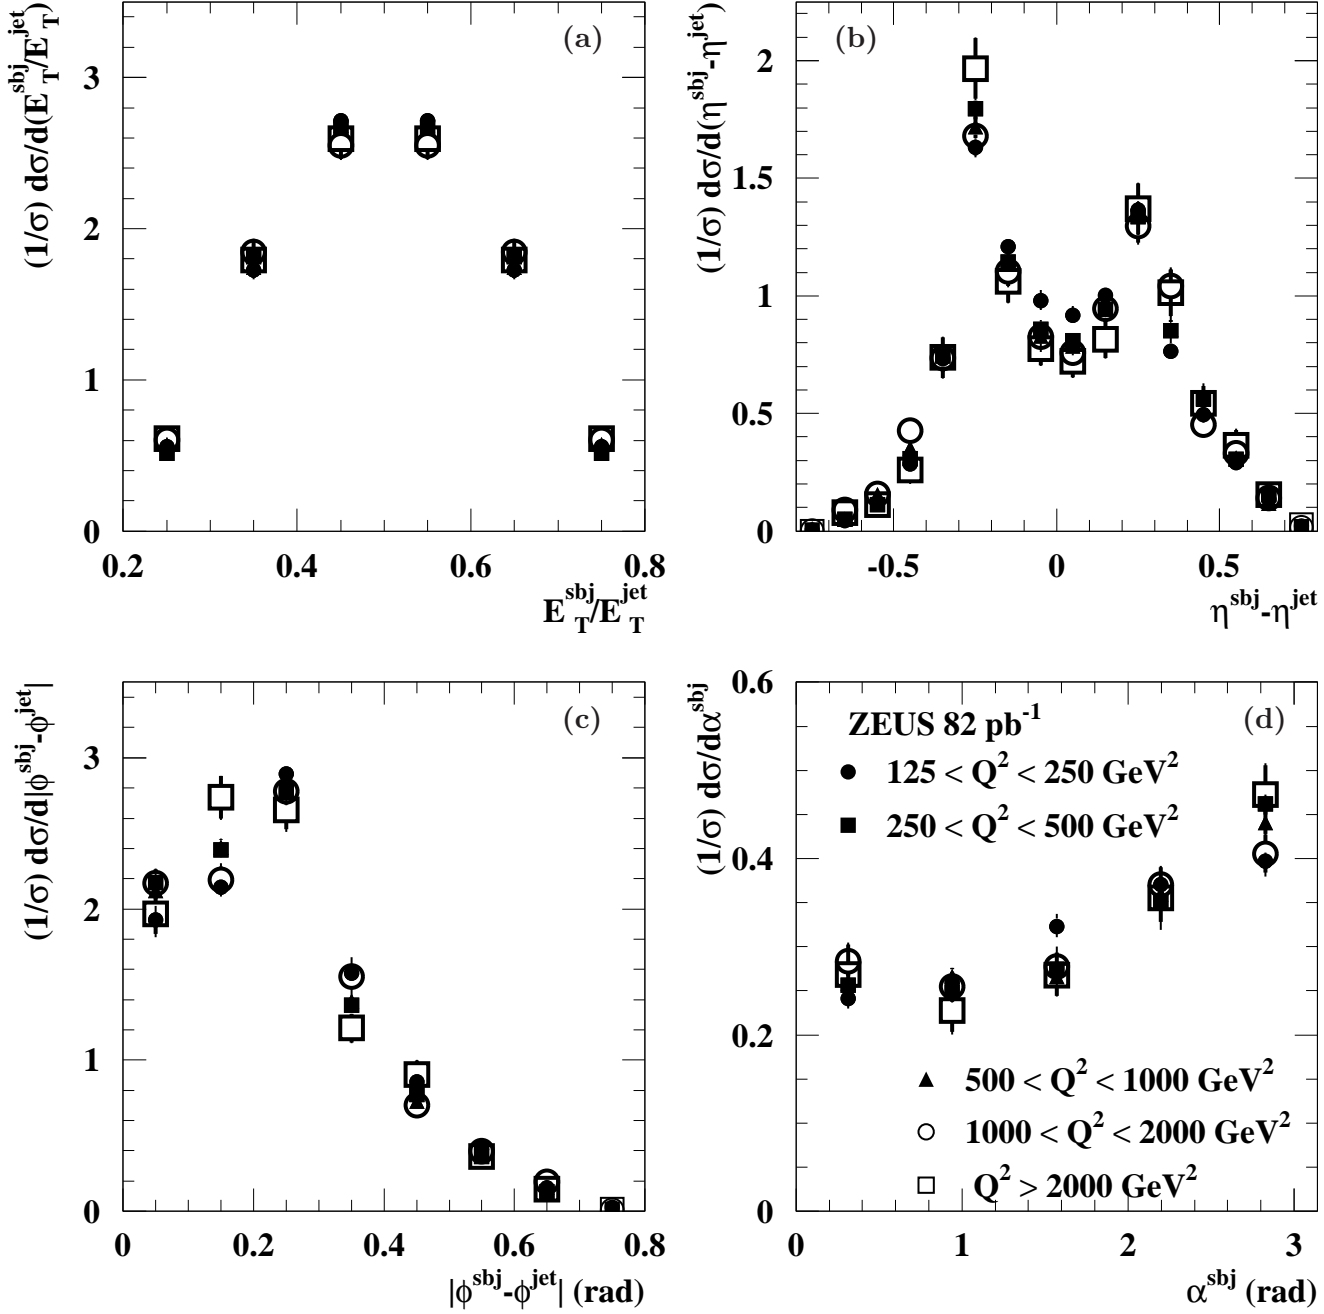 (a)
(1/σ) dσ/d(E_T^sbj/E_T^jet)
3
2
1
0
0.2 0.4 0.6 0.8
E_T^sbj/E_T^jet
(b)
(1/σ) dσ/d(η^sbj-η^jet)
2
1.5
1
0.5
0
-0.5 0 0.5
η^sbj-η^jet
(c)
(1/σ) dσ/d|ϕ^sbj-ϕ^jet|
3
2
1
0
0 0.2 0.4 0.6 0.8
|ϕ^sbj-ϕ^jet| (rad)
(d)
(1/σ) dσ/dα^sbj
0.6
0.4
0.2
0
0 1 2 3
α^sbj (rad)
ZEUS 82 pb^-1
125 < Q^2 < 250 GeV^2
250 < Q^2 < 500 GeV^2
500 < Q^2 < 1000 GeV^2
1000 < Q^2 < 2000 GeV^2
Q^2 > 2000 GeV^2